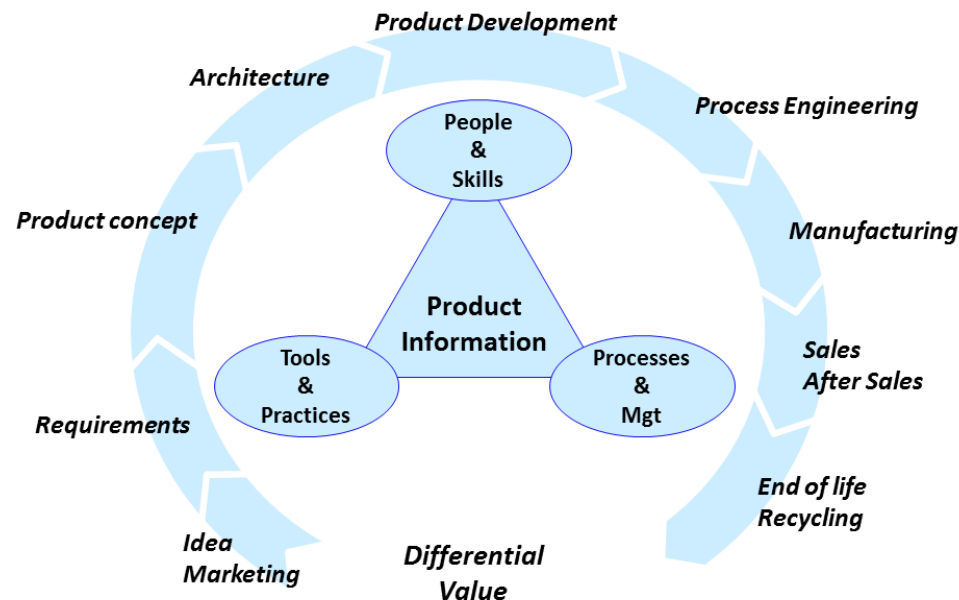 Product Development
Architecture
Process Engineering
People
&
Skills
Product concept
Manufacturing
Product
Information
Tools
&
Practices
Processes
&
Mgt
Sales
After Sales
Requirements
End of life
Recycling
Idea
Marketing
Differential
Value